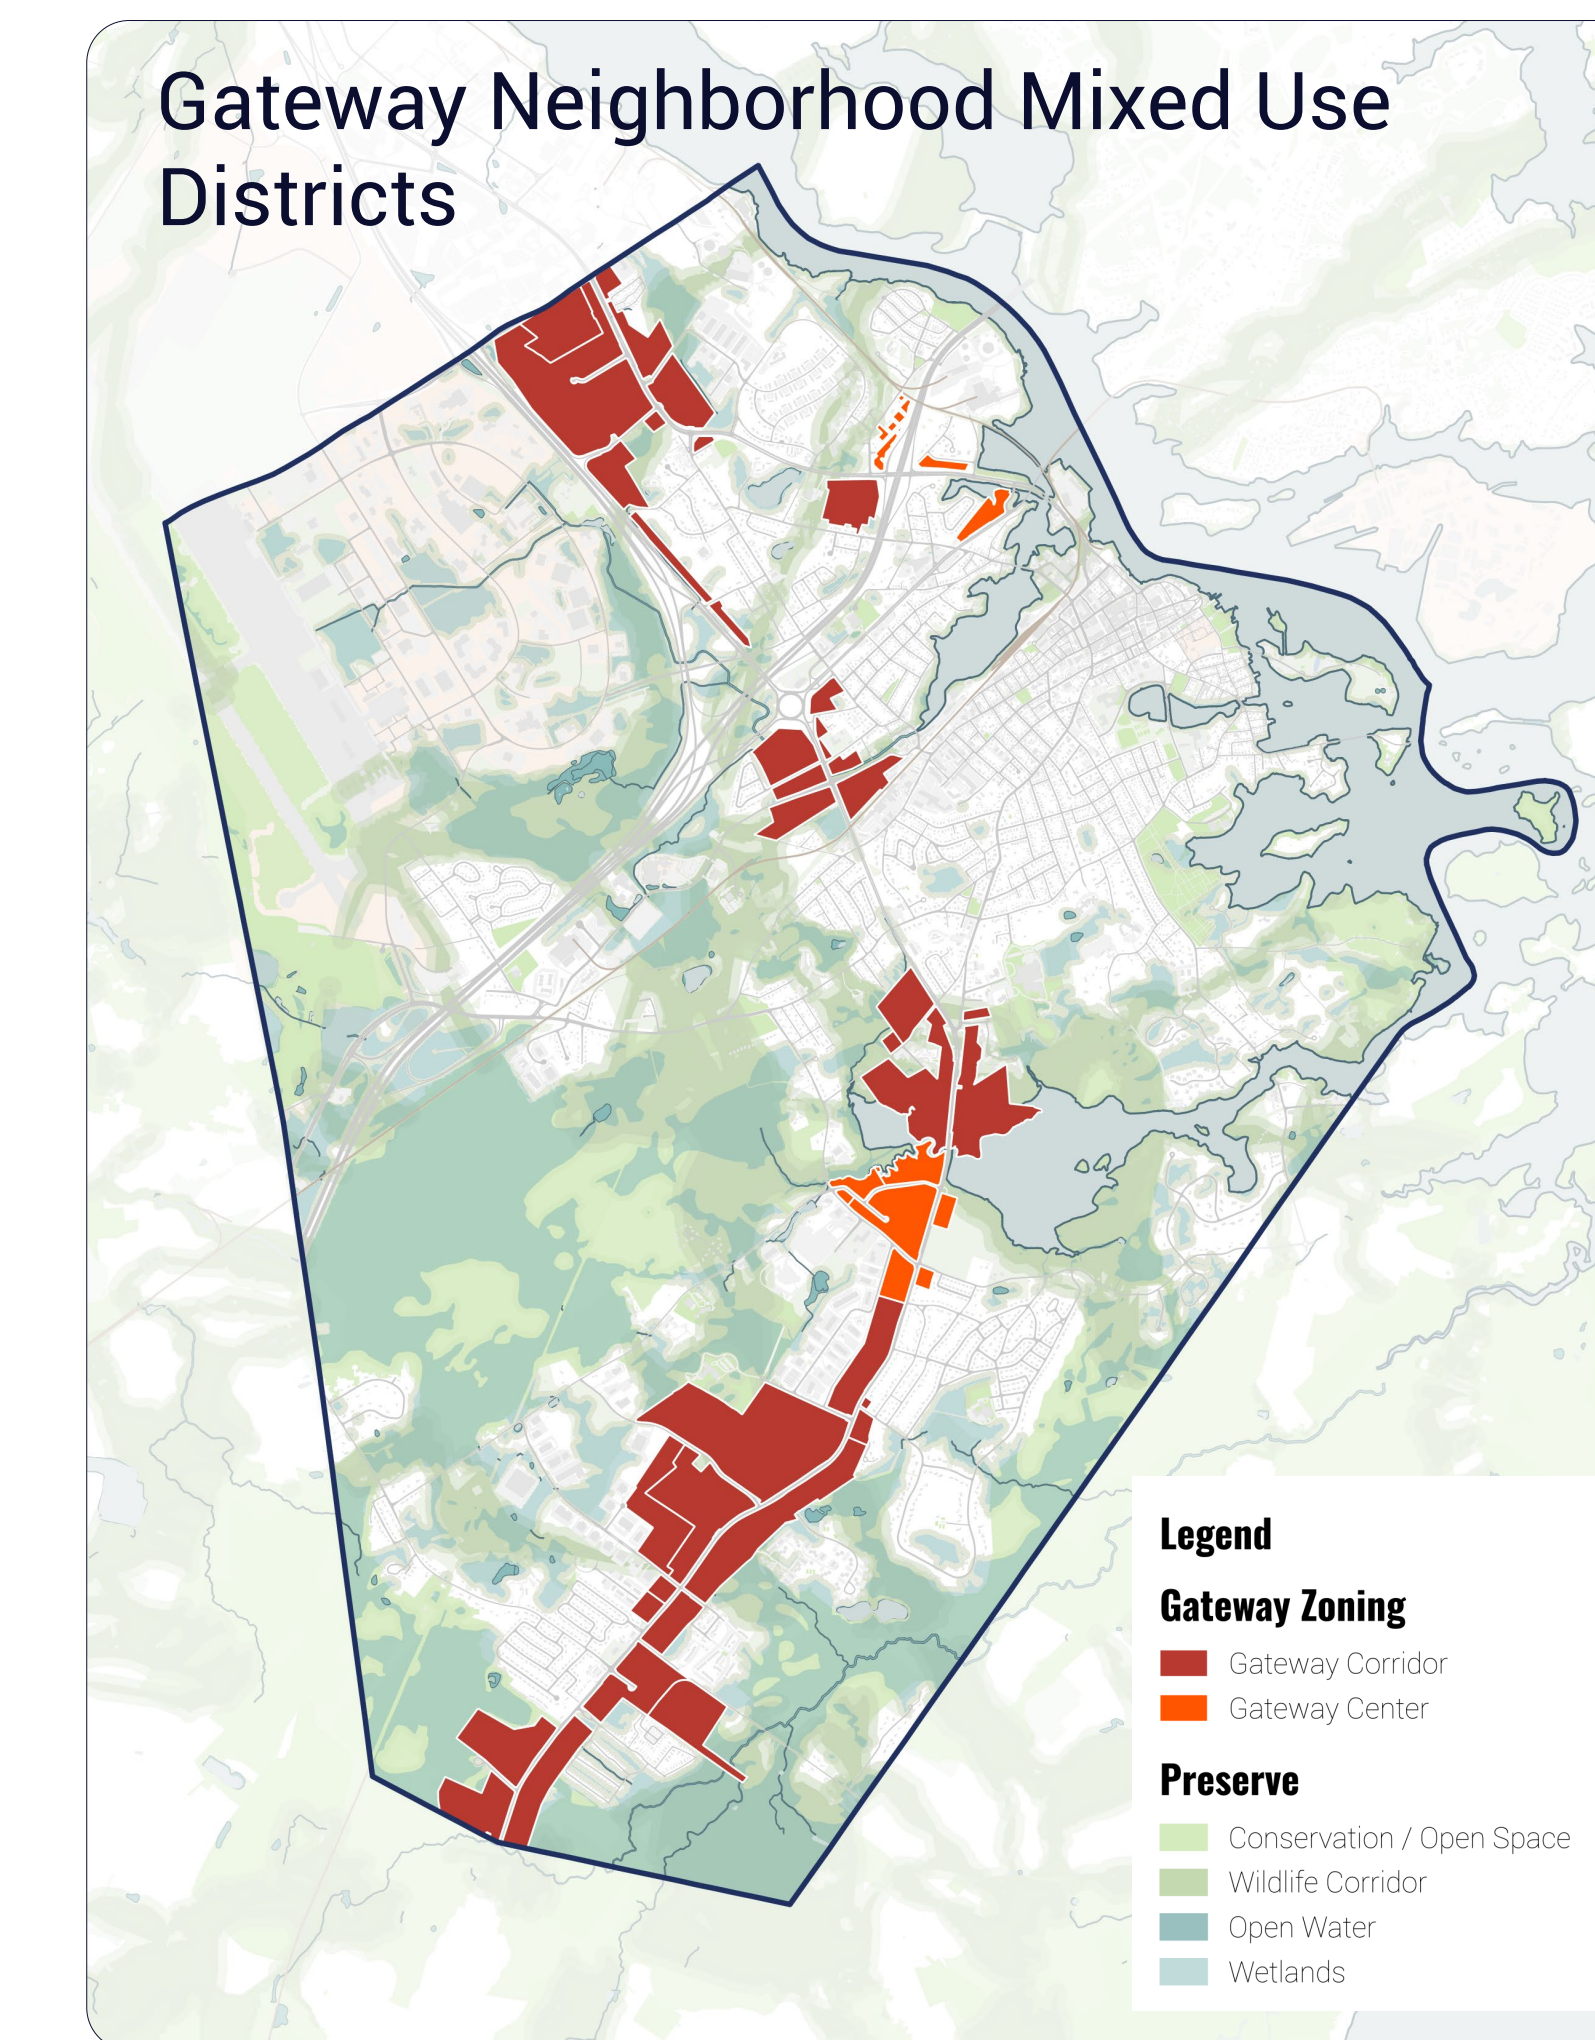 Gateway Neighborhood Mixed Use
Districts
Legend
Gateway Zoning
Gateway Corridor
Gateway Center
Preserve
Conservation / Open Space
Wildlife Corridor
Open Water
Wetlands